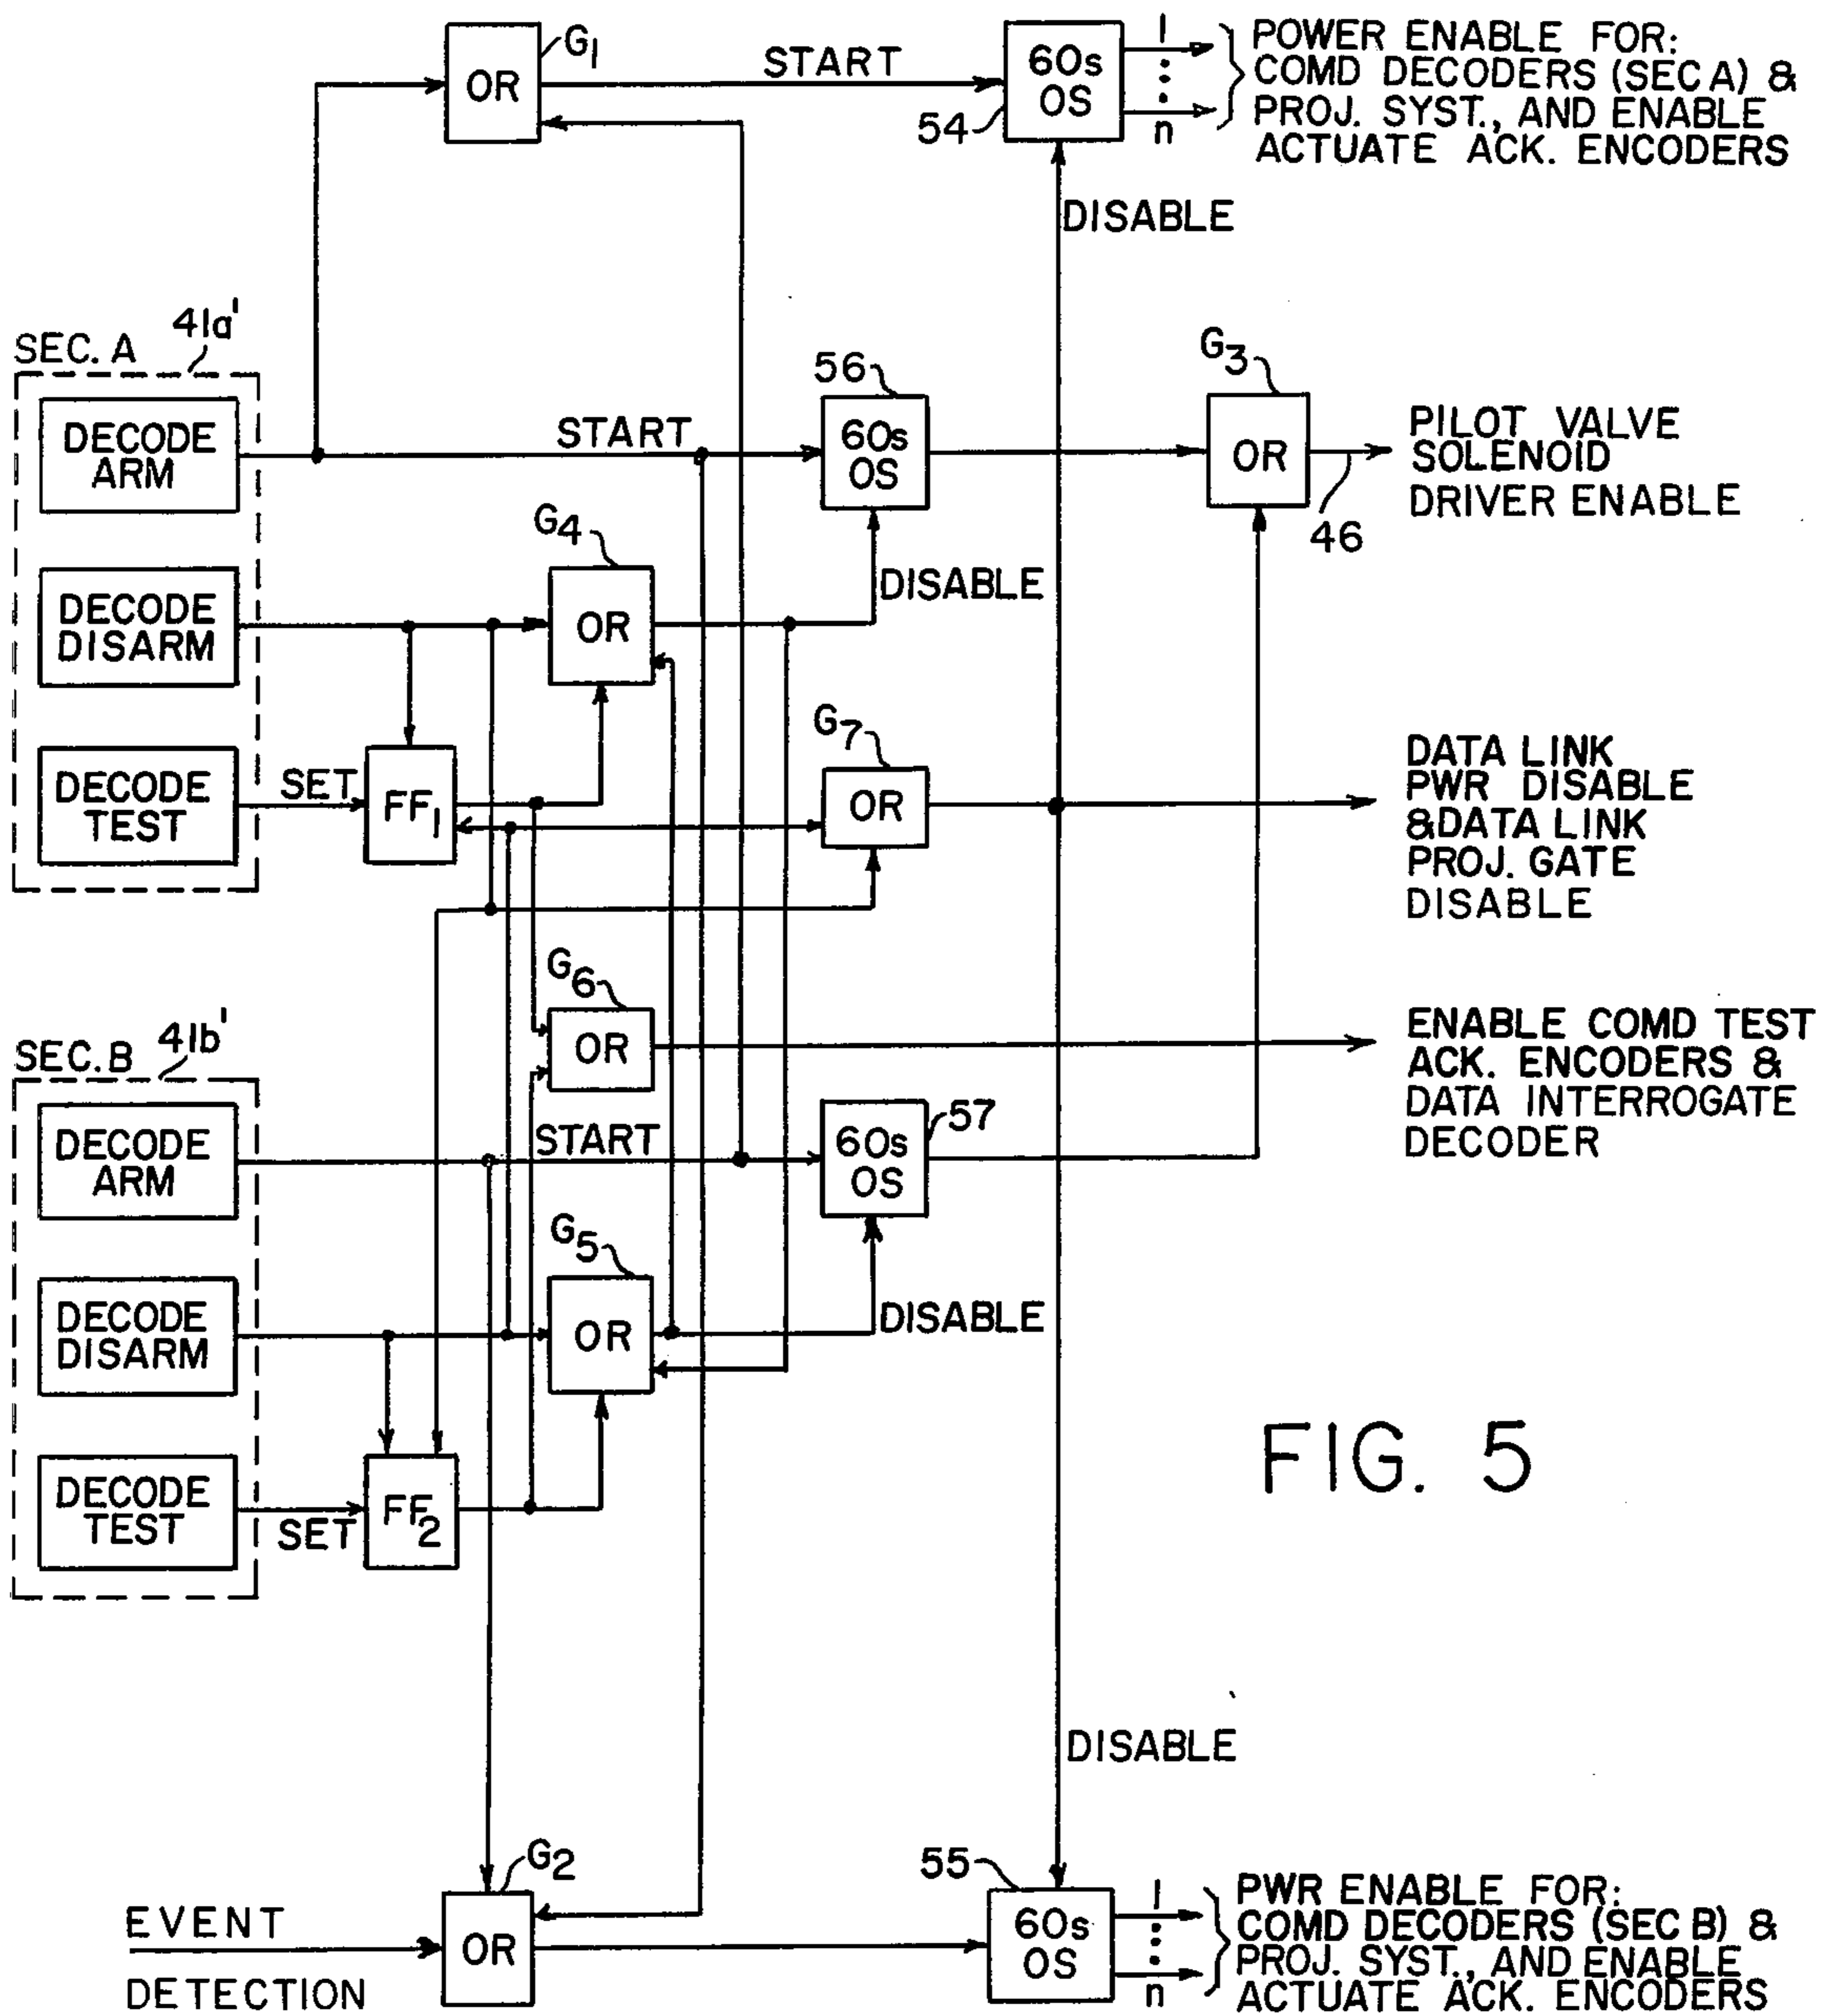 G1
OR
START
60s
OS
54
1
n
POWER ENABLE FOR:
COMD DECODERS (SEC A) &
PROJ. SYST., AND ENABLE
ACTUATE ACK. ENCODERS
DISABLE
SEC. A
41a'
DECODE
ARM
START
56
60s
OS
G3
OR
46
PILOT VALVE
SOLENOID
DRIVER ENABLE
DECODE
DISARM
G4
OR
DISABLE
DECODE
TEST
SET
FF1
G7
OR
DATA LINK
PWR DISABLE
&DATA LINK
PROJ. GATE
DISABLE
G6
OR
ENABLE COMD TEST
ACK. ENCODERS &
DATA INTERROGATE
DECODER
SEC. B
41b'
DECODE
ARM
START
60s
OS
57
DECODE
DISARM
G5
OR
DISABLE
DECODE
TEST
SET
FF2
FIG. 5
DISABLE
EVENT
DETECTION
G2
OR
55
60s
OS
1
n
PWR ENABLE FOR:
COMD DECODERS (SEC B) &
PROJ. SYST., AND ENABLE
ACTUATE ACK. ENCODERS